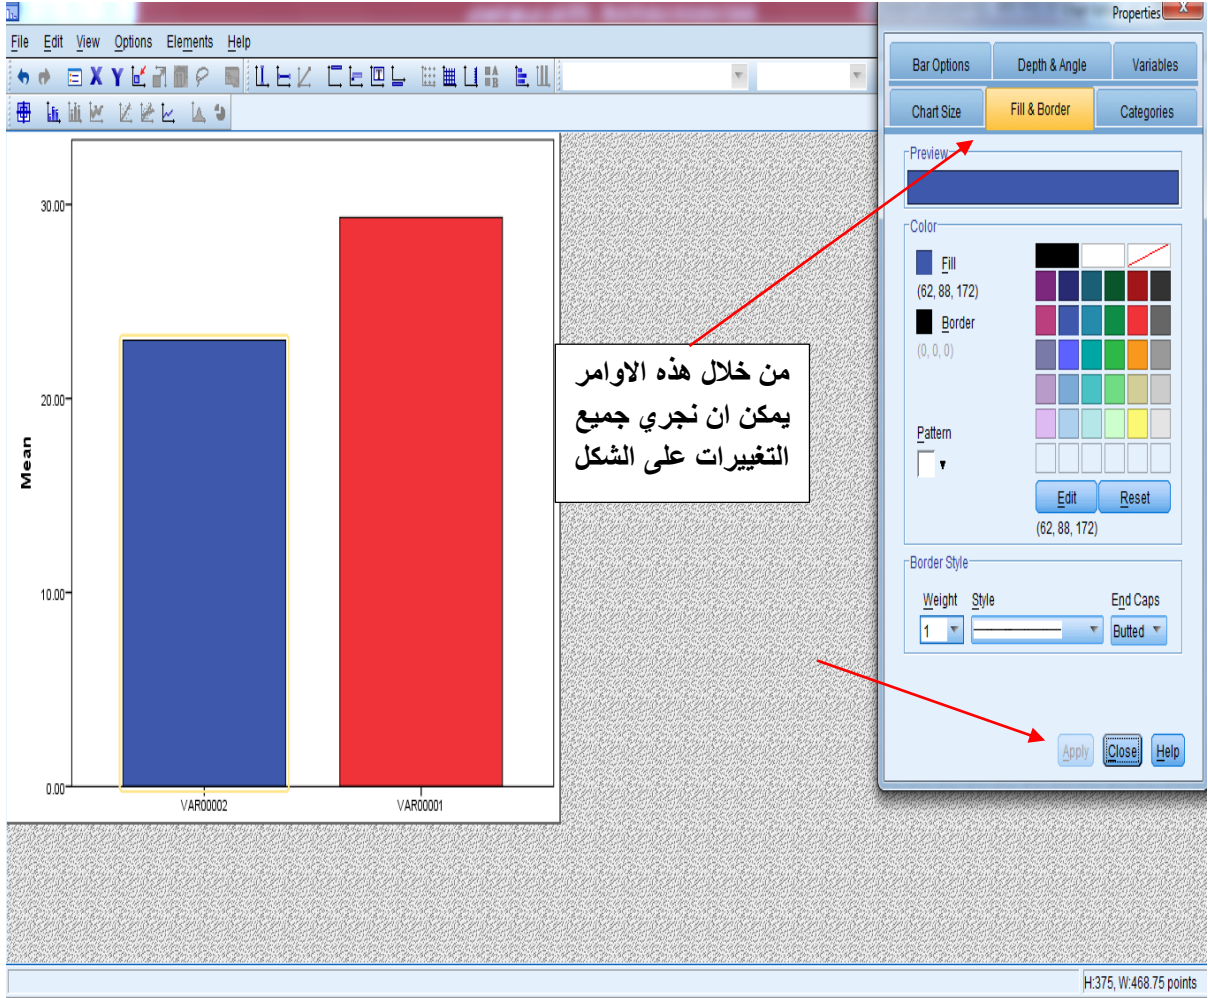 Properties
File Edit View Options Elements Help
Bar Options Depth & Angle Variables
Chart Size Fill & Border Categories
Preview
Color
Fill
(62, 88, 172)
Border
(0, 0, 0)
Pattern
Edit Reset
(62, 88, 172)
Border Style
Weight Style End Caps
1 Butted
Apply Close Help
30.00
20.00
10.00
0.00
Mean
VAR00002 VAR00001
من خلال هذه الاوامر
يمكن ان نجري جميع
التغييرات على الشكل
H:375, W:468.75 points